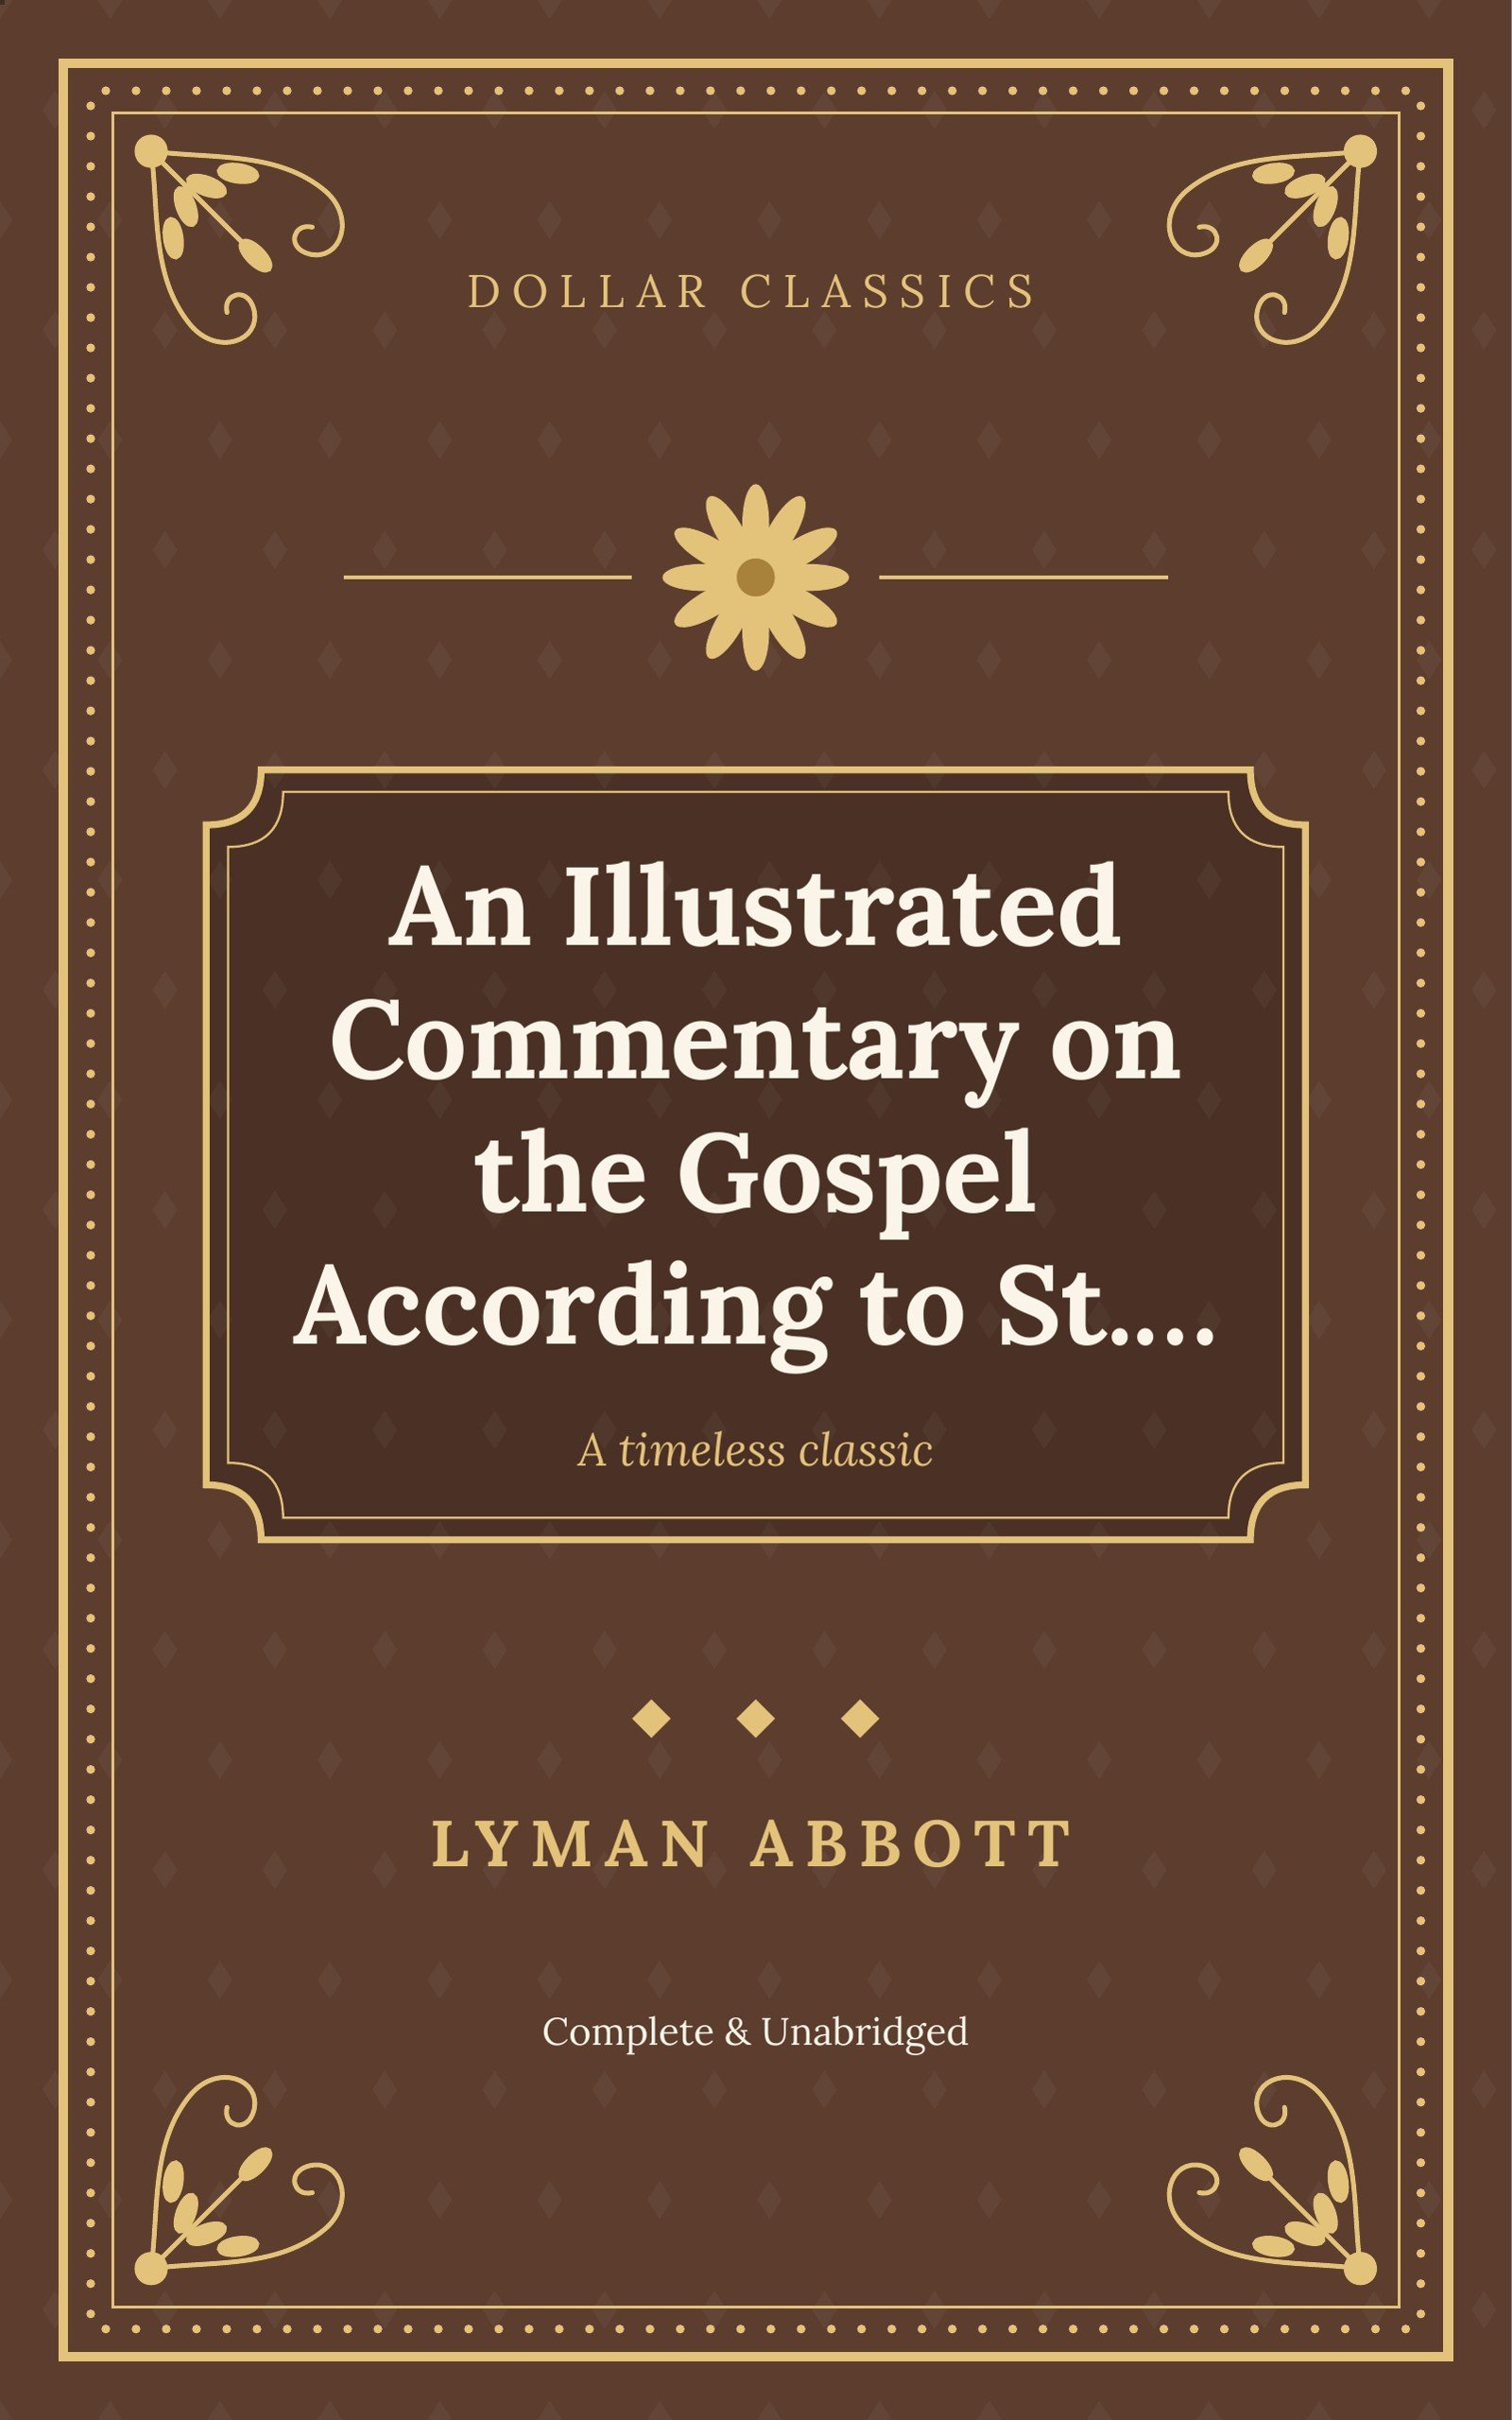 DOLLAR CLASSICS
An Illustrated
Commentary on
the Gospel
According to St....
A timeless classic
LYMAN ABBOTT
Complete & Unabridged